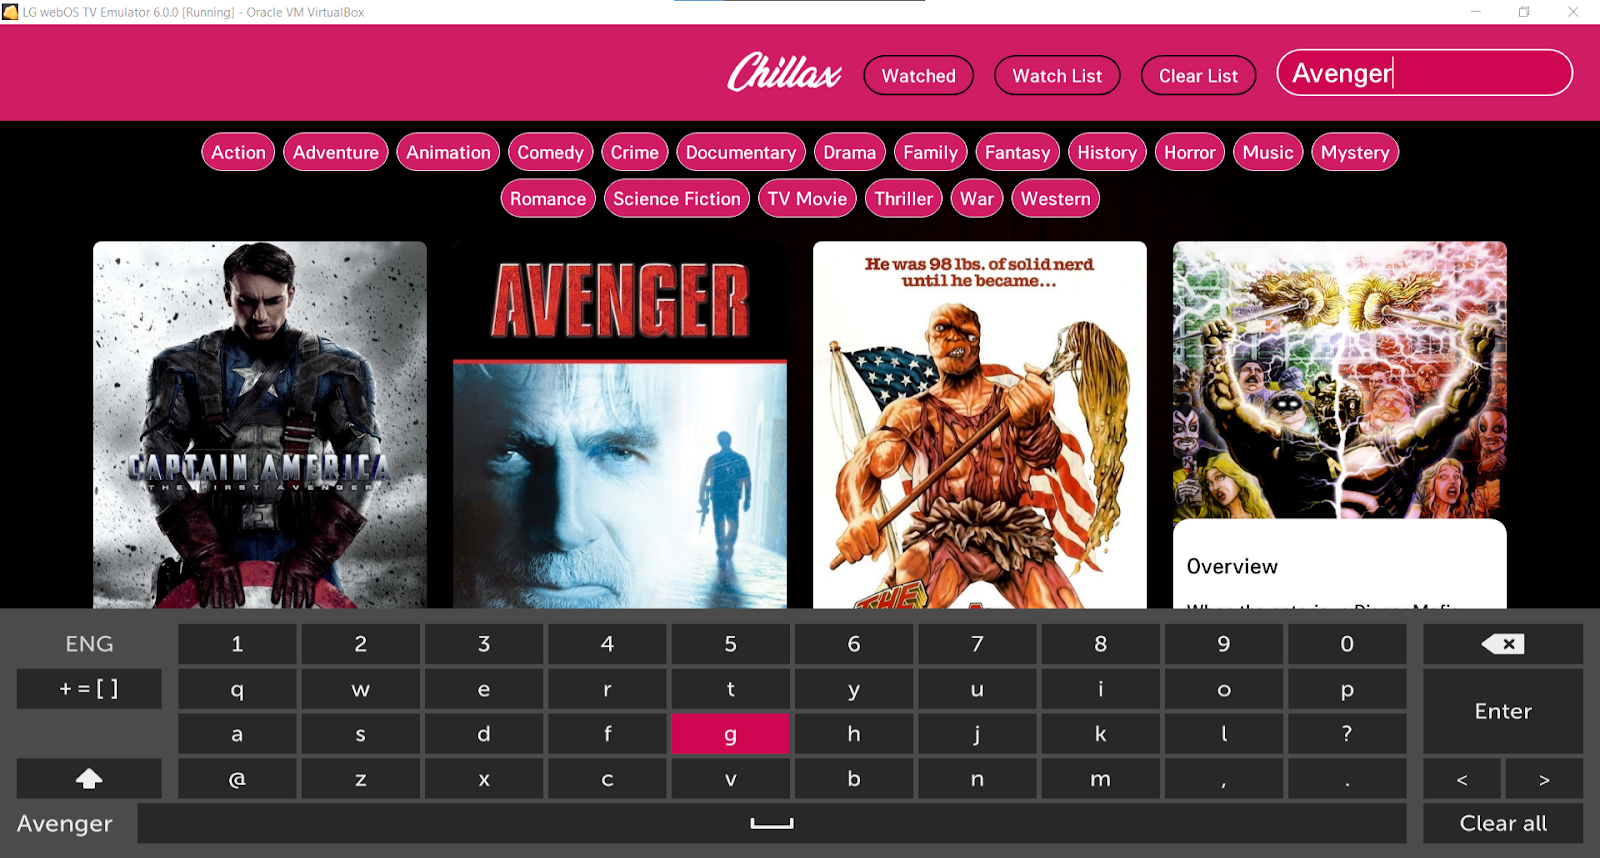 LG webOS TV Emulator 6.0.0 [Running] - Oracle VM VirtualBox
Chillax Watched Watch List Clear List Avenger
Action Adventure Animation Comedy Crime Documentary Drama Family Fantasy History Horror Music Mystery
Romance Science Fiction TV Movie Thriller War Western
CAPTAIN AMERICA
THE FIRST AVENGER
AVENGER
He was 98 lbs. of solid nerd
until he became...
THE
Overview
ENG 1 2 3 4 5 6 7 8 9 0
+ = [ ] q w e r t y u i o p
a s d f g h j k l ? Enter
@ z x c v b n m , . < >
Avenger Clear all